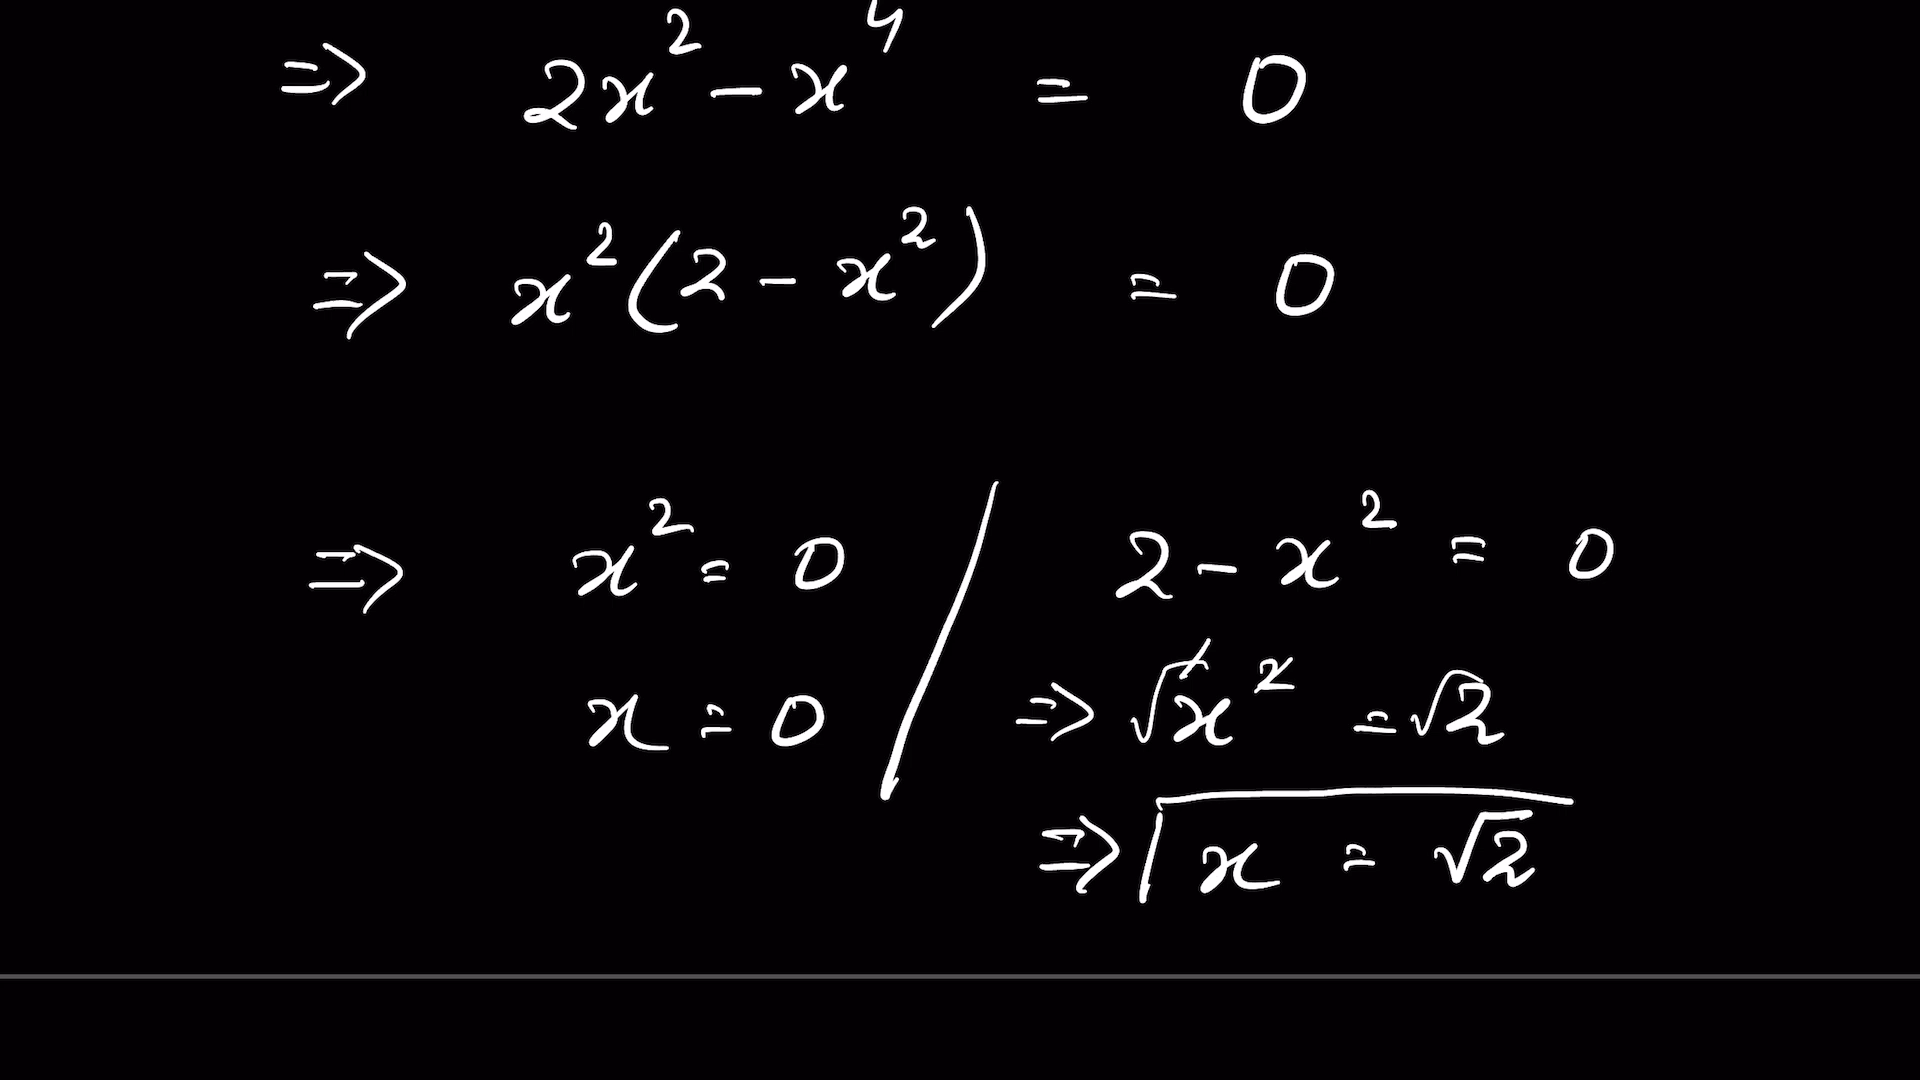 => 2x² - x⁴ = 0
=> x²(2 - x²) = 0
=> x² = 0 / 2 - x² = 0
x = 0 => √x² = √2
=> x = √2